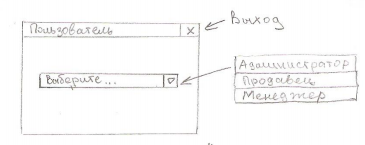 Пользователь X
Выход
Выберите...
Администратор
Продавец
Менеджер